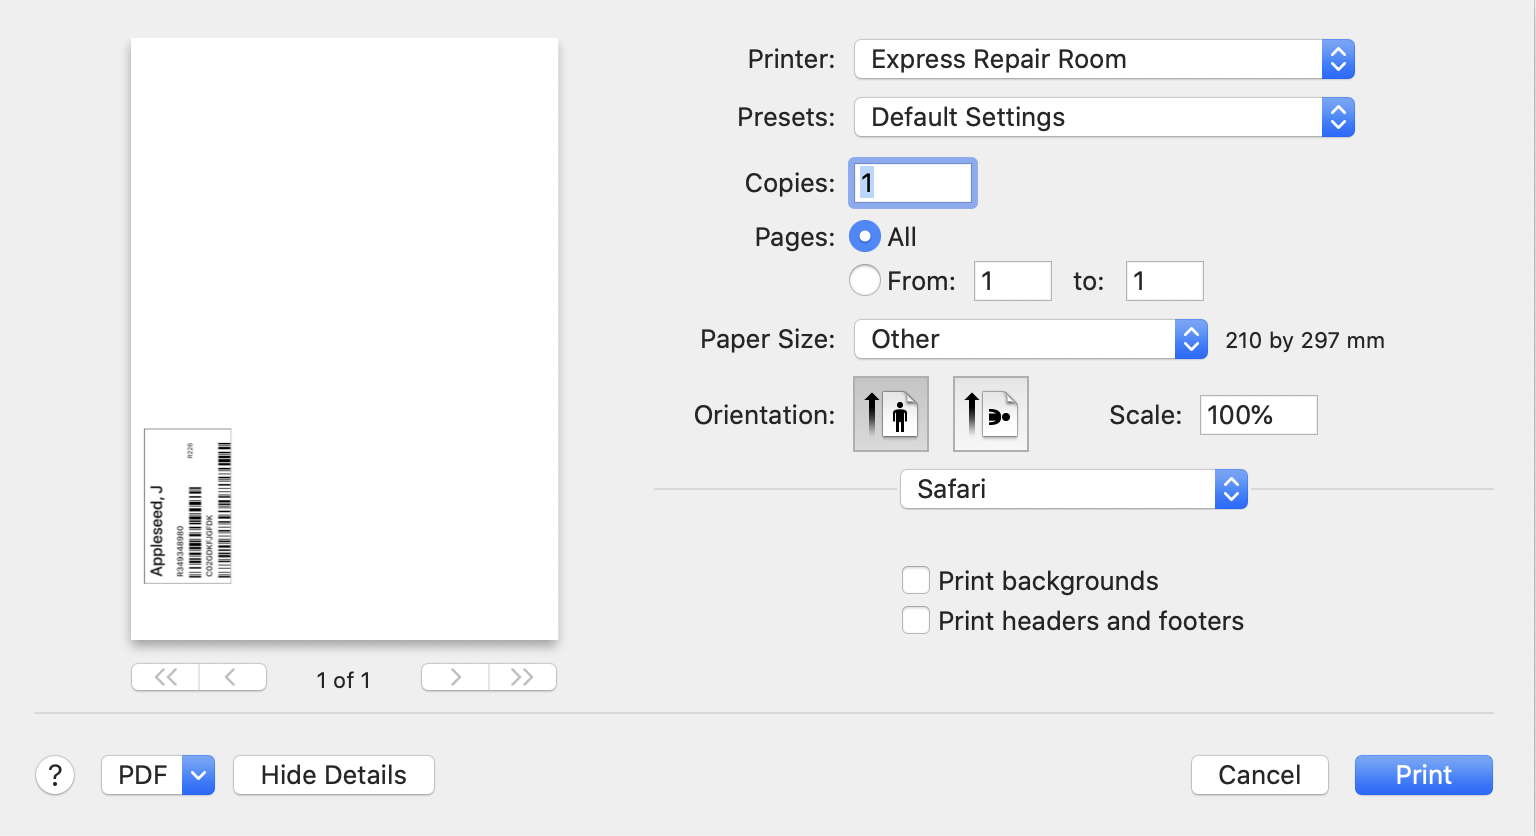 Printer: Express Repair Room
Presets: Default Settings
Copies: 1
Pages: All
From: 1 to: 1
Paper Size: Other 210 by 297 mm
Orientation: Scale: 100%
Safari
Print backgrounds
Print headers and footers
Appleseed, J
R226
R349348980
C02GDKFJGFDK
1 of 1
? PDF Hide Details Cancel Print